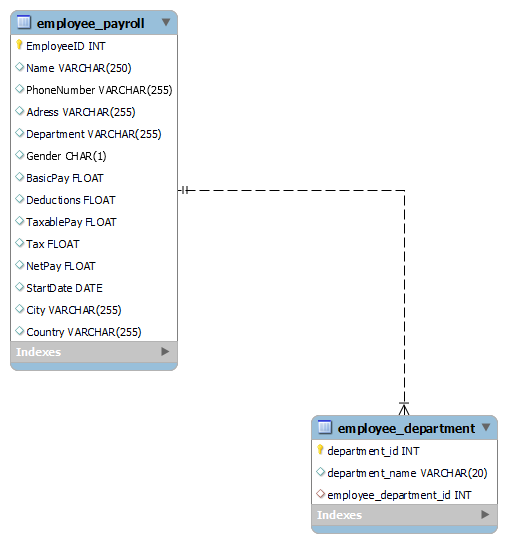 employee_payroll
EmployeeID INT
Name VARCHAR(250)
PhoneNumber VARCHAR(255)
Adress VARCHAR(255)
Department VARCHAR(255)
Gender CHAR(1)
BasicPay FLOAT
Deductions FLOAT
TaxablePay FLOAT
Tax FLOAT
NetPay FLOAT
StartDate DATE
City VARCHAR(255)
Country VARCHAR(255)
Indexes
employee_department
department_id INT
department_name VARCHAR(20)
employee_department_id INT
Indexes